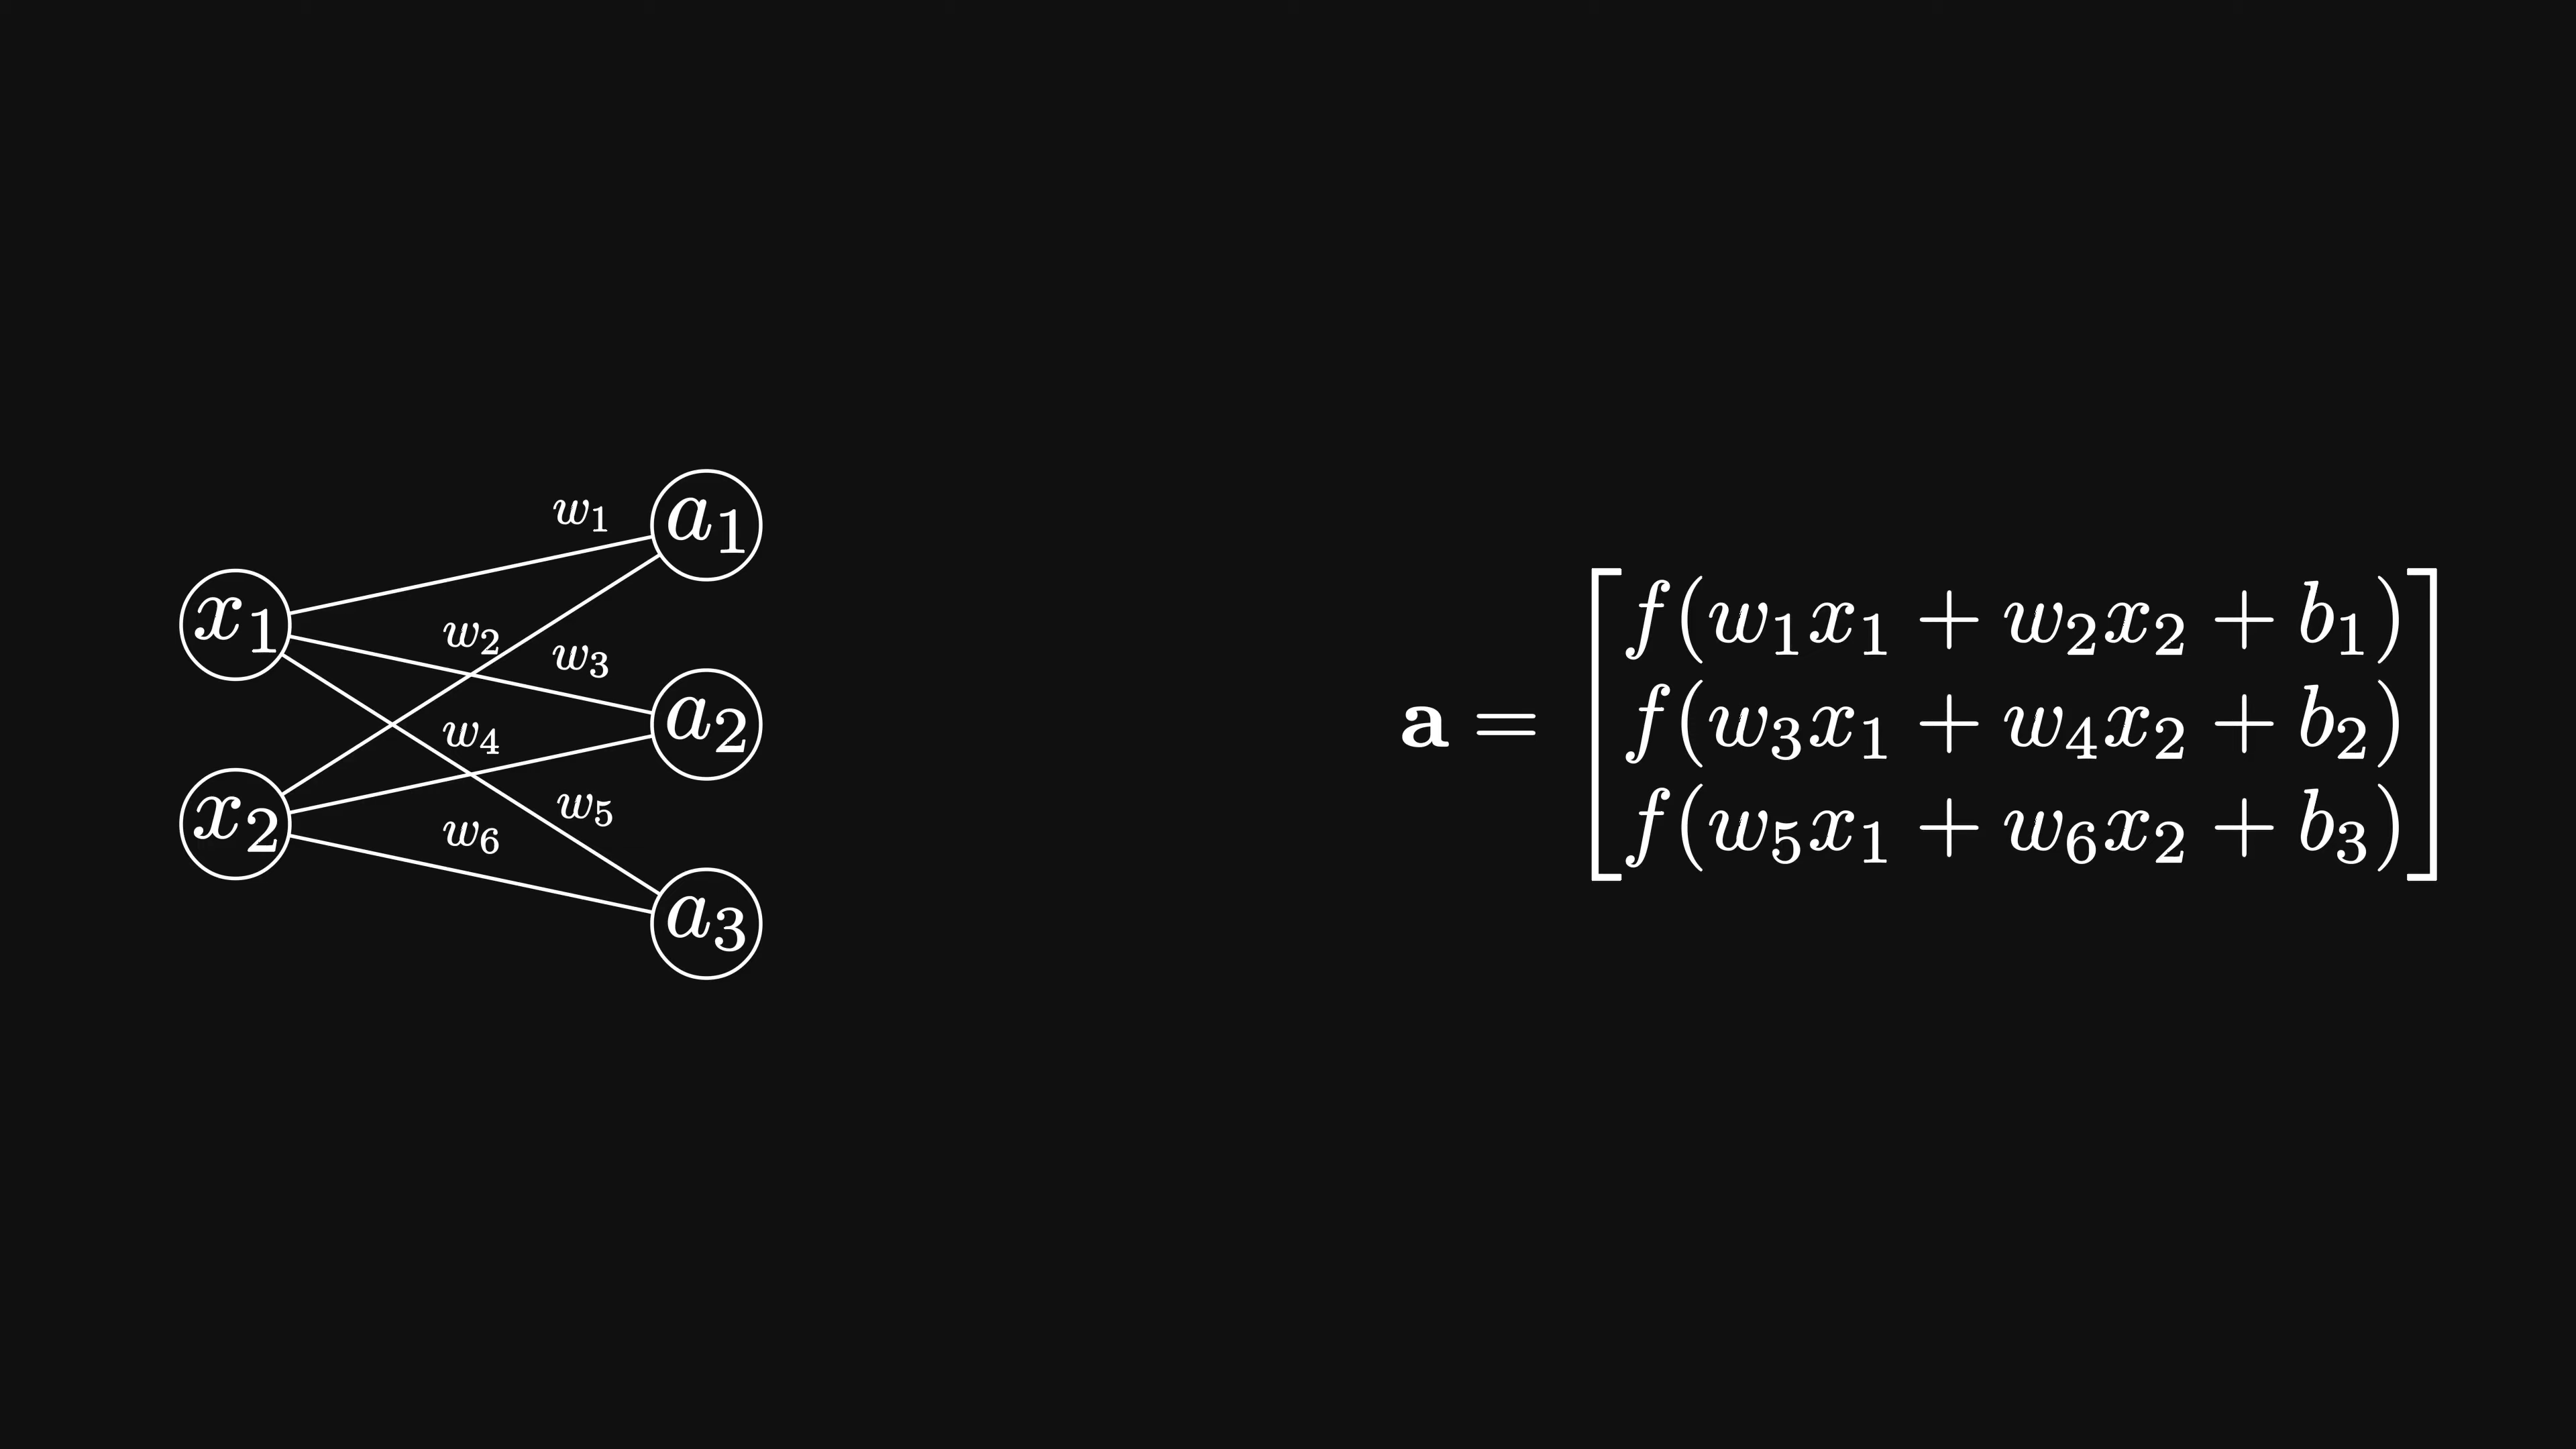 w₁
a₁
x₁
w₂
w₃
a₂
w₄
x₂
w₅
w₆
a₃
a = [f(w₁x₁ + w₂x₂ + b₁)
f(w₃x₁ + w₄x₂ + b₂)
f(w₅x₁ + w₆x₂ + b₃)]